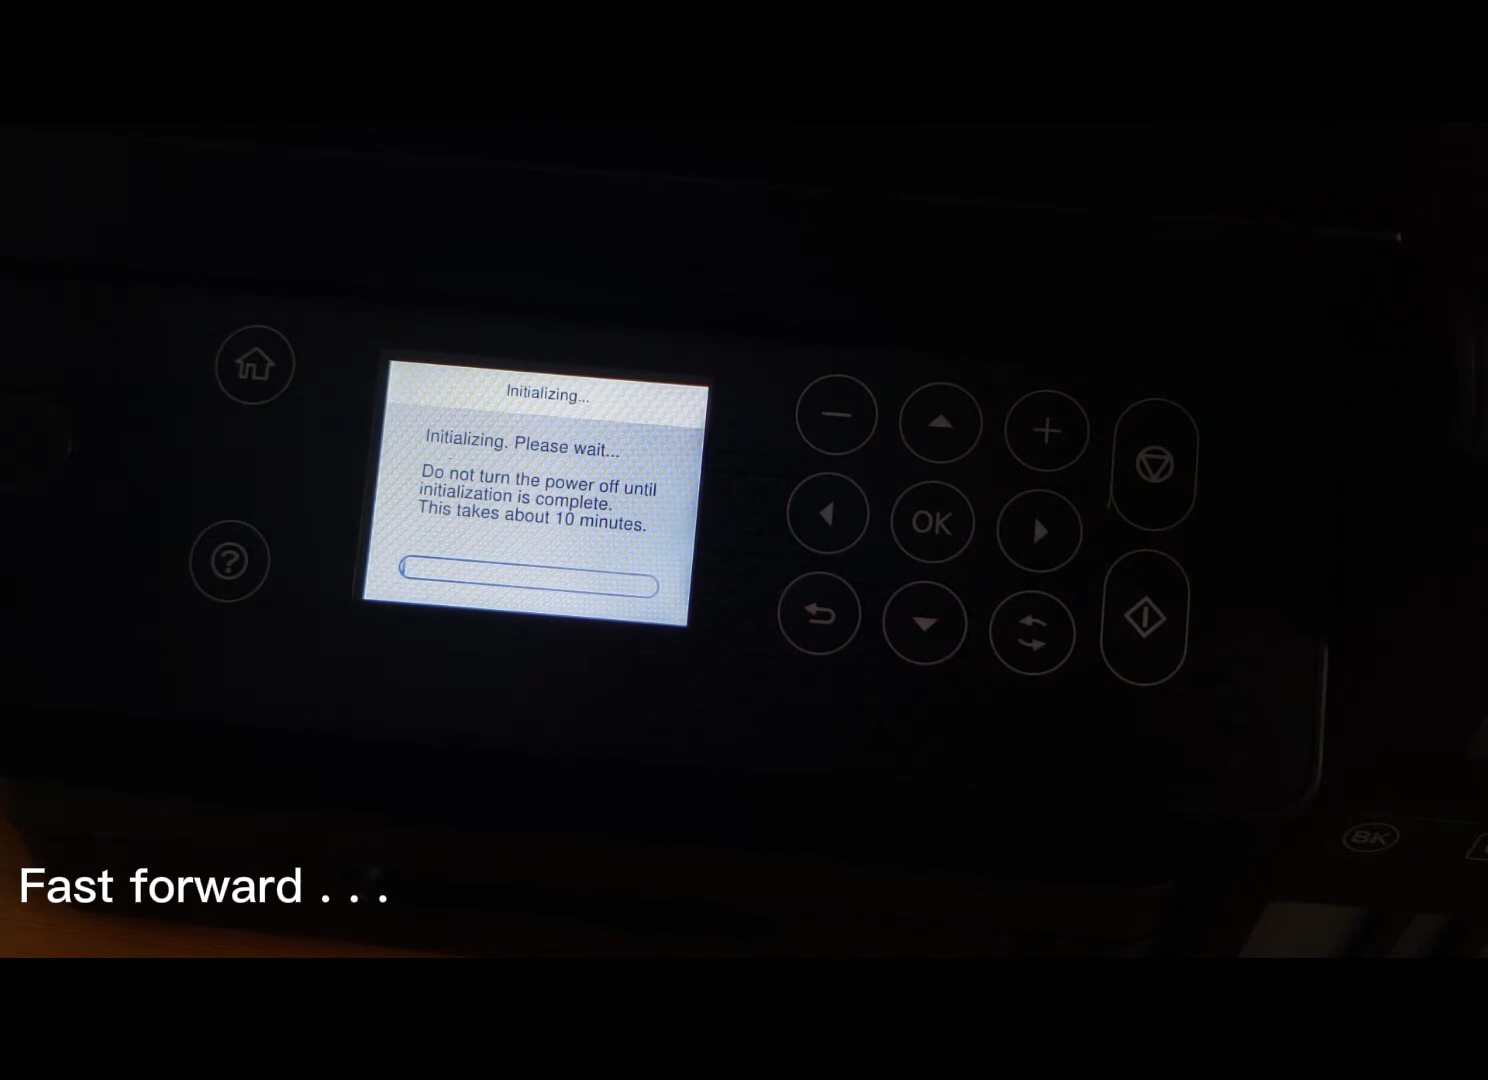 Initializing...
Initializing. Please wait...
Do not turn the power off until
initialization is complete.
This takes about 10 minutes.
OK
?
BK
Fast forward . . .